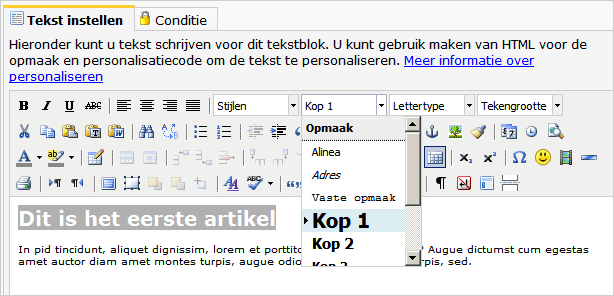 Tekst instellen Conditie
Hieronder kunt u tekst schrijven voor dit tekstblok. U kunt gebruik maken van HTML voor de
opmaak en personalisatiecode om de tekst te personaliseren. Meer informatie over
personaliseren
B I U ABC Stijlen Kop 1 Lettertype Tekengrootte
Opmaak
Alinea
Adres
Vaste opmaak
Kop 1
Kop 2
Kop 3
Dit is het eerste artikel
In pid tincidunt, aliquet dignissim, lorem et porttito ? Augue dictumst cum egestas
amet auctor diam amet montes turpis, augue odio rpis, sed.